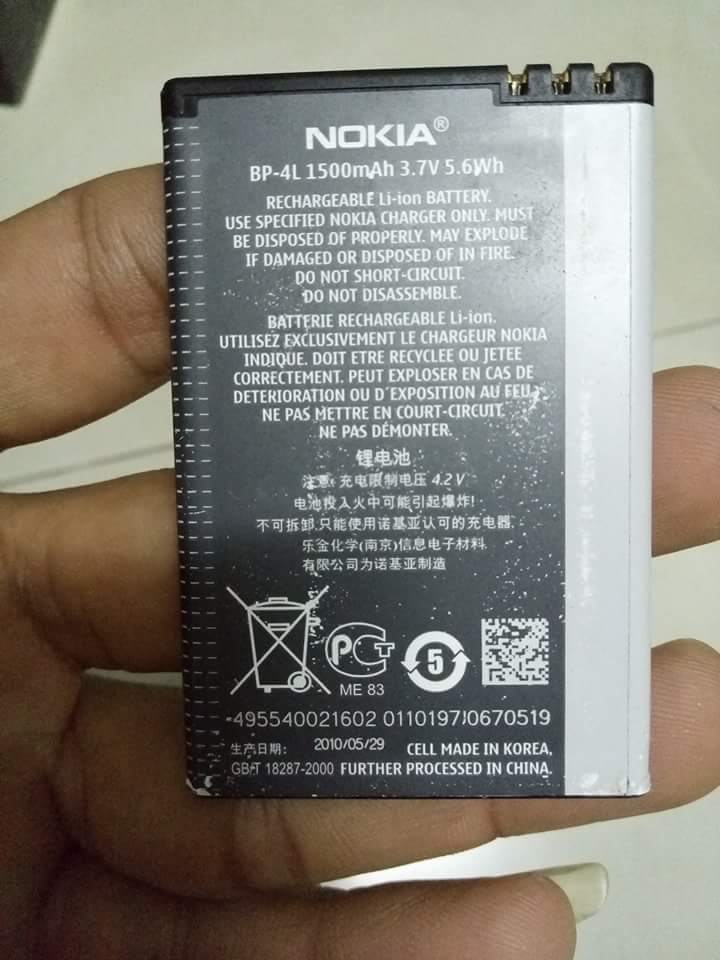 NOKIA®
BP-4L 1500mAh 3.7V 5.6Wh
RECHARGEABLE Li-ion BATTERY.
USE SPECIFIED NOKIA CHARGER ONLY. MUST
BE DISPOSED OF PROPERLY. MAY EXPLODE
IF DAMAGED OR DISPOSED OF IN FIRE.
DO NOT SHORT-CIRCUIT.
DO NOT DISASSEMBLE.
BATTERIE RECHARGEABLE Li-ion.
UTILISEZ EXCLUSIVEMENT LE CHARGEUR NOKIA
INDIQUE. DOIT ETRE RECYCLEE OU JETEE
CORRECTEMENT. PEUT EXPLOSER EN CAS DE
DETERIORATION OU D'EXPOSITION AU FEU.
NE PAS METTRE EN COURT-CIRCUIT.
NE PAS DÉMONTER.
锂电池
注意: 充电限制电压 4.2 V
电池投入火中可能引起爆炸!
不可拆卸.只能使用诺基亚认可的充电器.
乐金化学(南京)信息电子材料
有限公司为诺基亚制造
PCT
ME 83
5
495540021602 0110197J0670519
生产日期: 2010/05/29 CELL MADE IN KOREA,
GB/T 18287-2000 FURTHER PROCESSED IN CHINA.